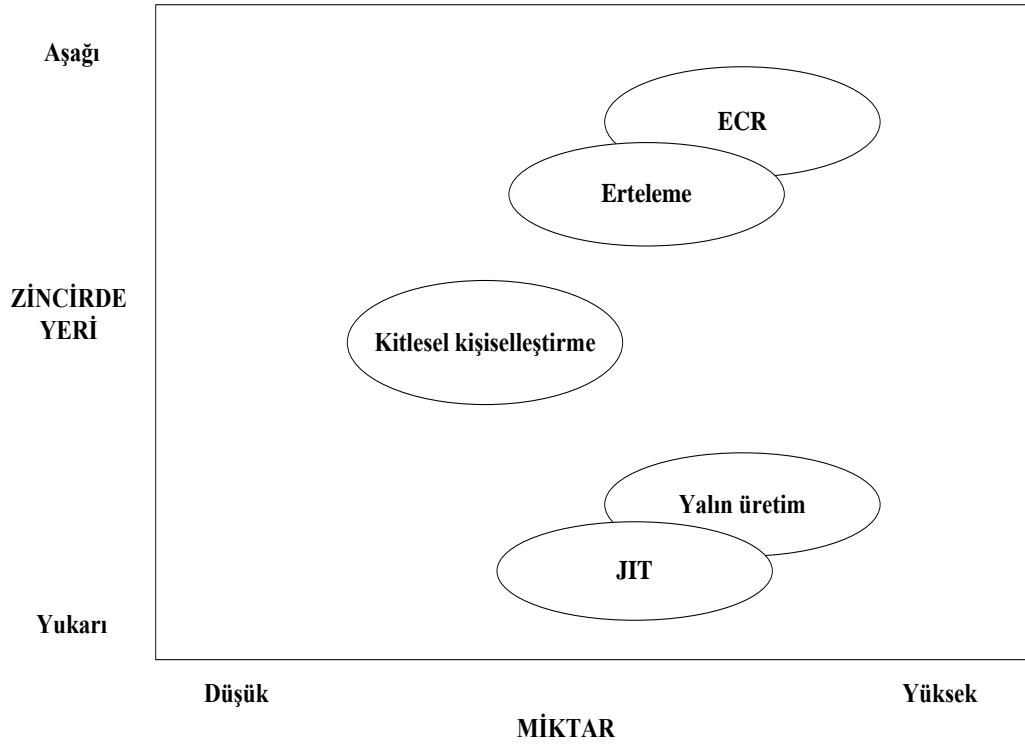 Aşağı
ECR
Erteleme
ZİNCİRDE
YERİ
Kitlesel kişiselleştirme
Yalın üretim
JIT
Yukarı
Düşük
Yüksek
MİKTAR